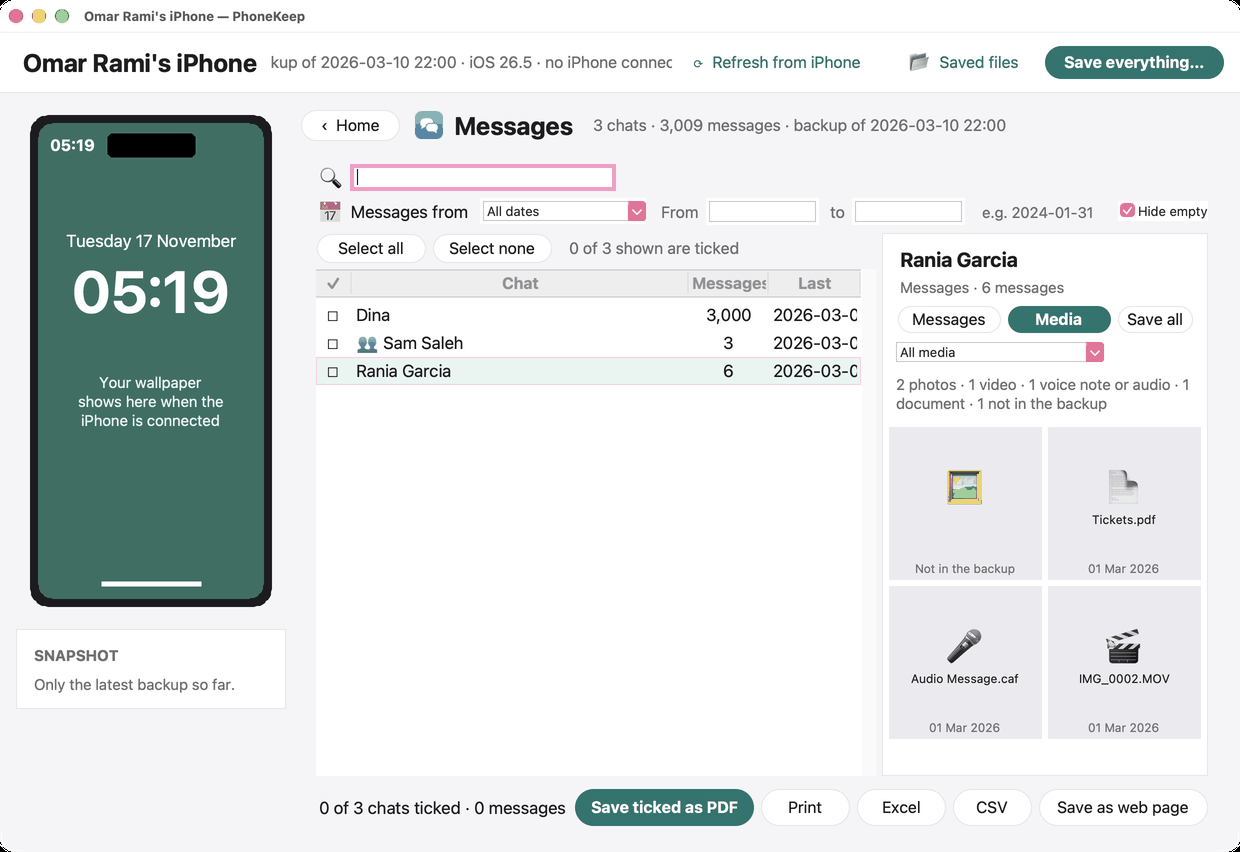 Omar Rami's iPhone — PhoneKeep
Omar Rami's iPhone
kup of 2026-03-10 22:00 · iOS 26.5 · no iPhone connec
Refresh from iPhone
Saved files
Save everything...
05:19
Tuesday 17 November
05:19
Your wallpaper
shows here when the
iPhone is connected
SNAPSHOT
Only the latest backup so far.
‹ Home
Messages
3 chats · 3,009 messages · backup of 2026-03-10 22:00
17
Messages from
All dates
From
to
e.g. 2024-01-31
Hide empty
Select all
Select none
0 of 3 shown are ticked
✓ Chat Messages Last
Dina 3,000 2026-03-0
Sam Saleh 3 2026-03-0
Rania Garcia 6 2026-03-0
Rania Garcia
Messages · 6 messages
Messages
Media
Save all
All media
2 photos · 1 video · 1 voice note or audio · 1
document · 1 not in the backup
Not in the backup
Tickets.pdf
01 Mar 2026
Audio Message.caf
01 Mar 2026
IMG_0002.MOV
01 Mar 2026
0 of 3 chats ticked · 0 messages
Save ticked as PDF
Print
Excel
CSV
Save as web page